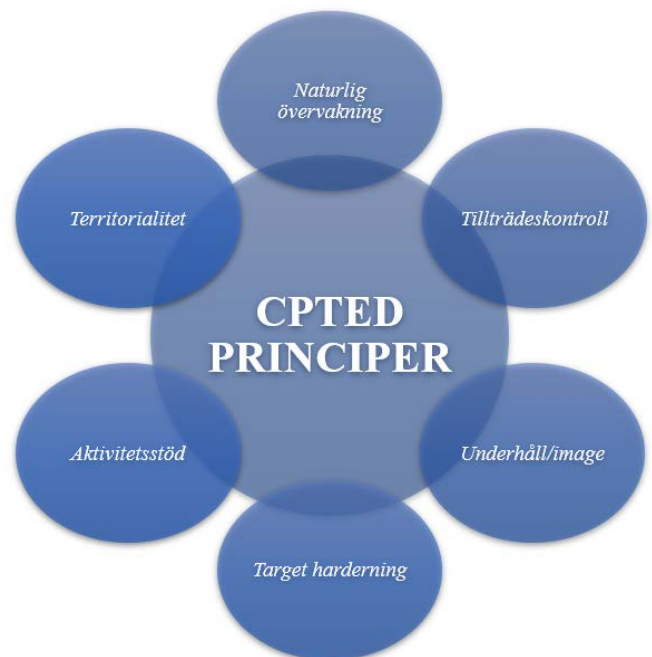 Naturlig
övervakning
Territorialitet
Tillträdeskontroll
CPTED
PRINCIPER
Aktivitetsstöd
Underhåll/image
Target harderning